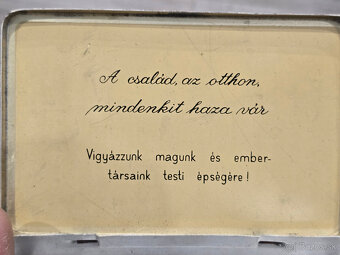 A család, az otthon,
mindenkit haza vár
Vigyázzunk magunk és ember-
társaink testi épségére!